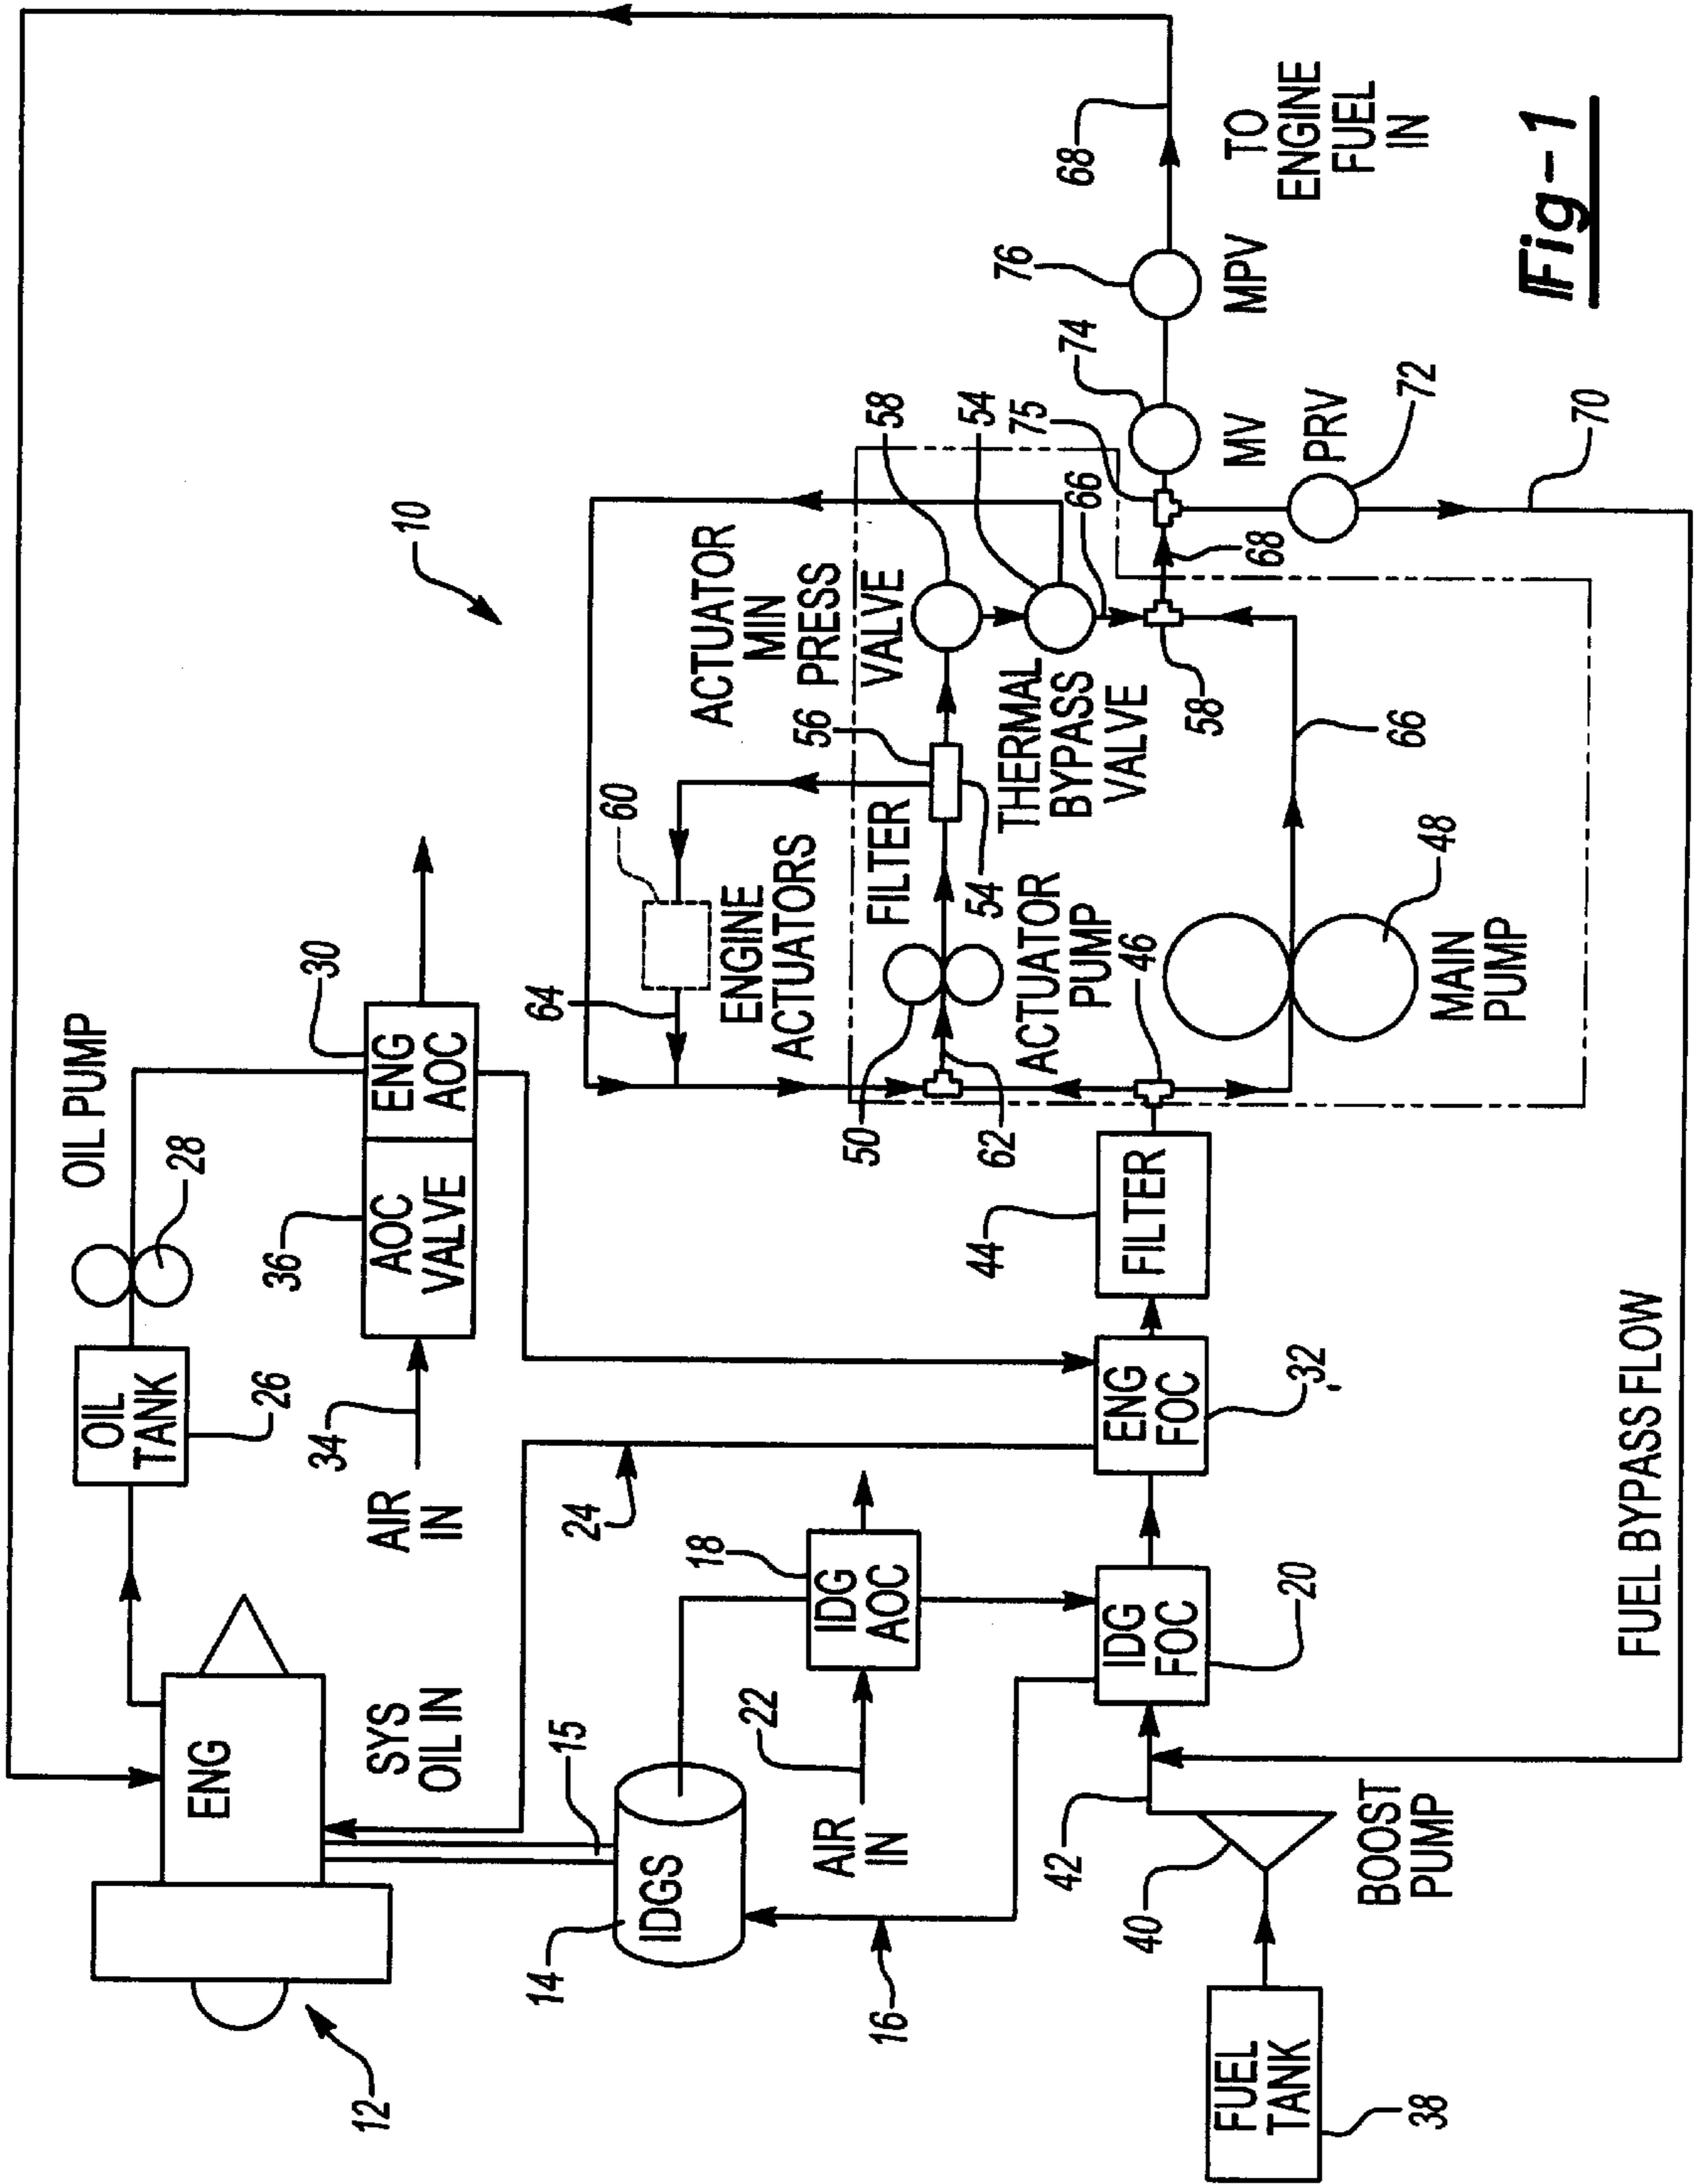 12
ENG
SYS
OIL IN
15
14
IDGS
16
OIL
TANK
26
OIL PUMP
28
34
AIR
IN
36
AOC
VALVE
ENG
AOC
30
24
18
IDG
AOC
22
AIR
IN
10
FUEL
TANK
38
40
BOOST
PUMP
42
IDG
FOC
20
ENG
FOC
32
44
FILTER
46
MAIN
PUMP
48
50
62
ACTUATOR
PUMP
54
FILTER
54
56
64
ENGINE
ACTUATORS
60
ACTUATOR
MIN
PRESS
VALVE
58
THERMAL
BYPASS
VALVE
54
66
58
66
68
75
74
MV
PRV
72
70
76
MPV
68
TO
ENGINE
FUEL
IN
FUEL BYPASS FLOW
Fig-1